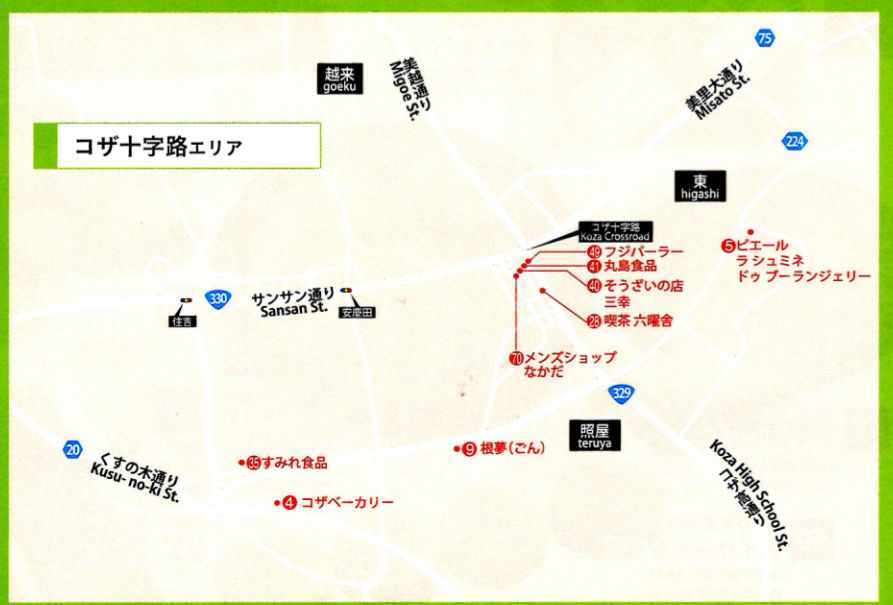 75
越来
goeku
美越通り
Migoe St.
美里大通り
Misato St.
コザ十字路エリア
224
東
higashi
コザ十字路
Koza Crossroad
49 フジパーラー
41 丸島食品
40 そうざいの店
三幸
28 喫茶 六曜舎
5 ピエール
ラ シュミネ
ドゥ ブーランジェリー
330
サンサン通り
Sansan St.
住吉
安慶田
70 メンズショップ
なかだ
329
照屋
teruya
20
くすの木通り
Kusu-no-ki St.
35 すみれ食品
9 根夢(ごん)
4 コザベーカリー
Koza High School St.
コザ高通り